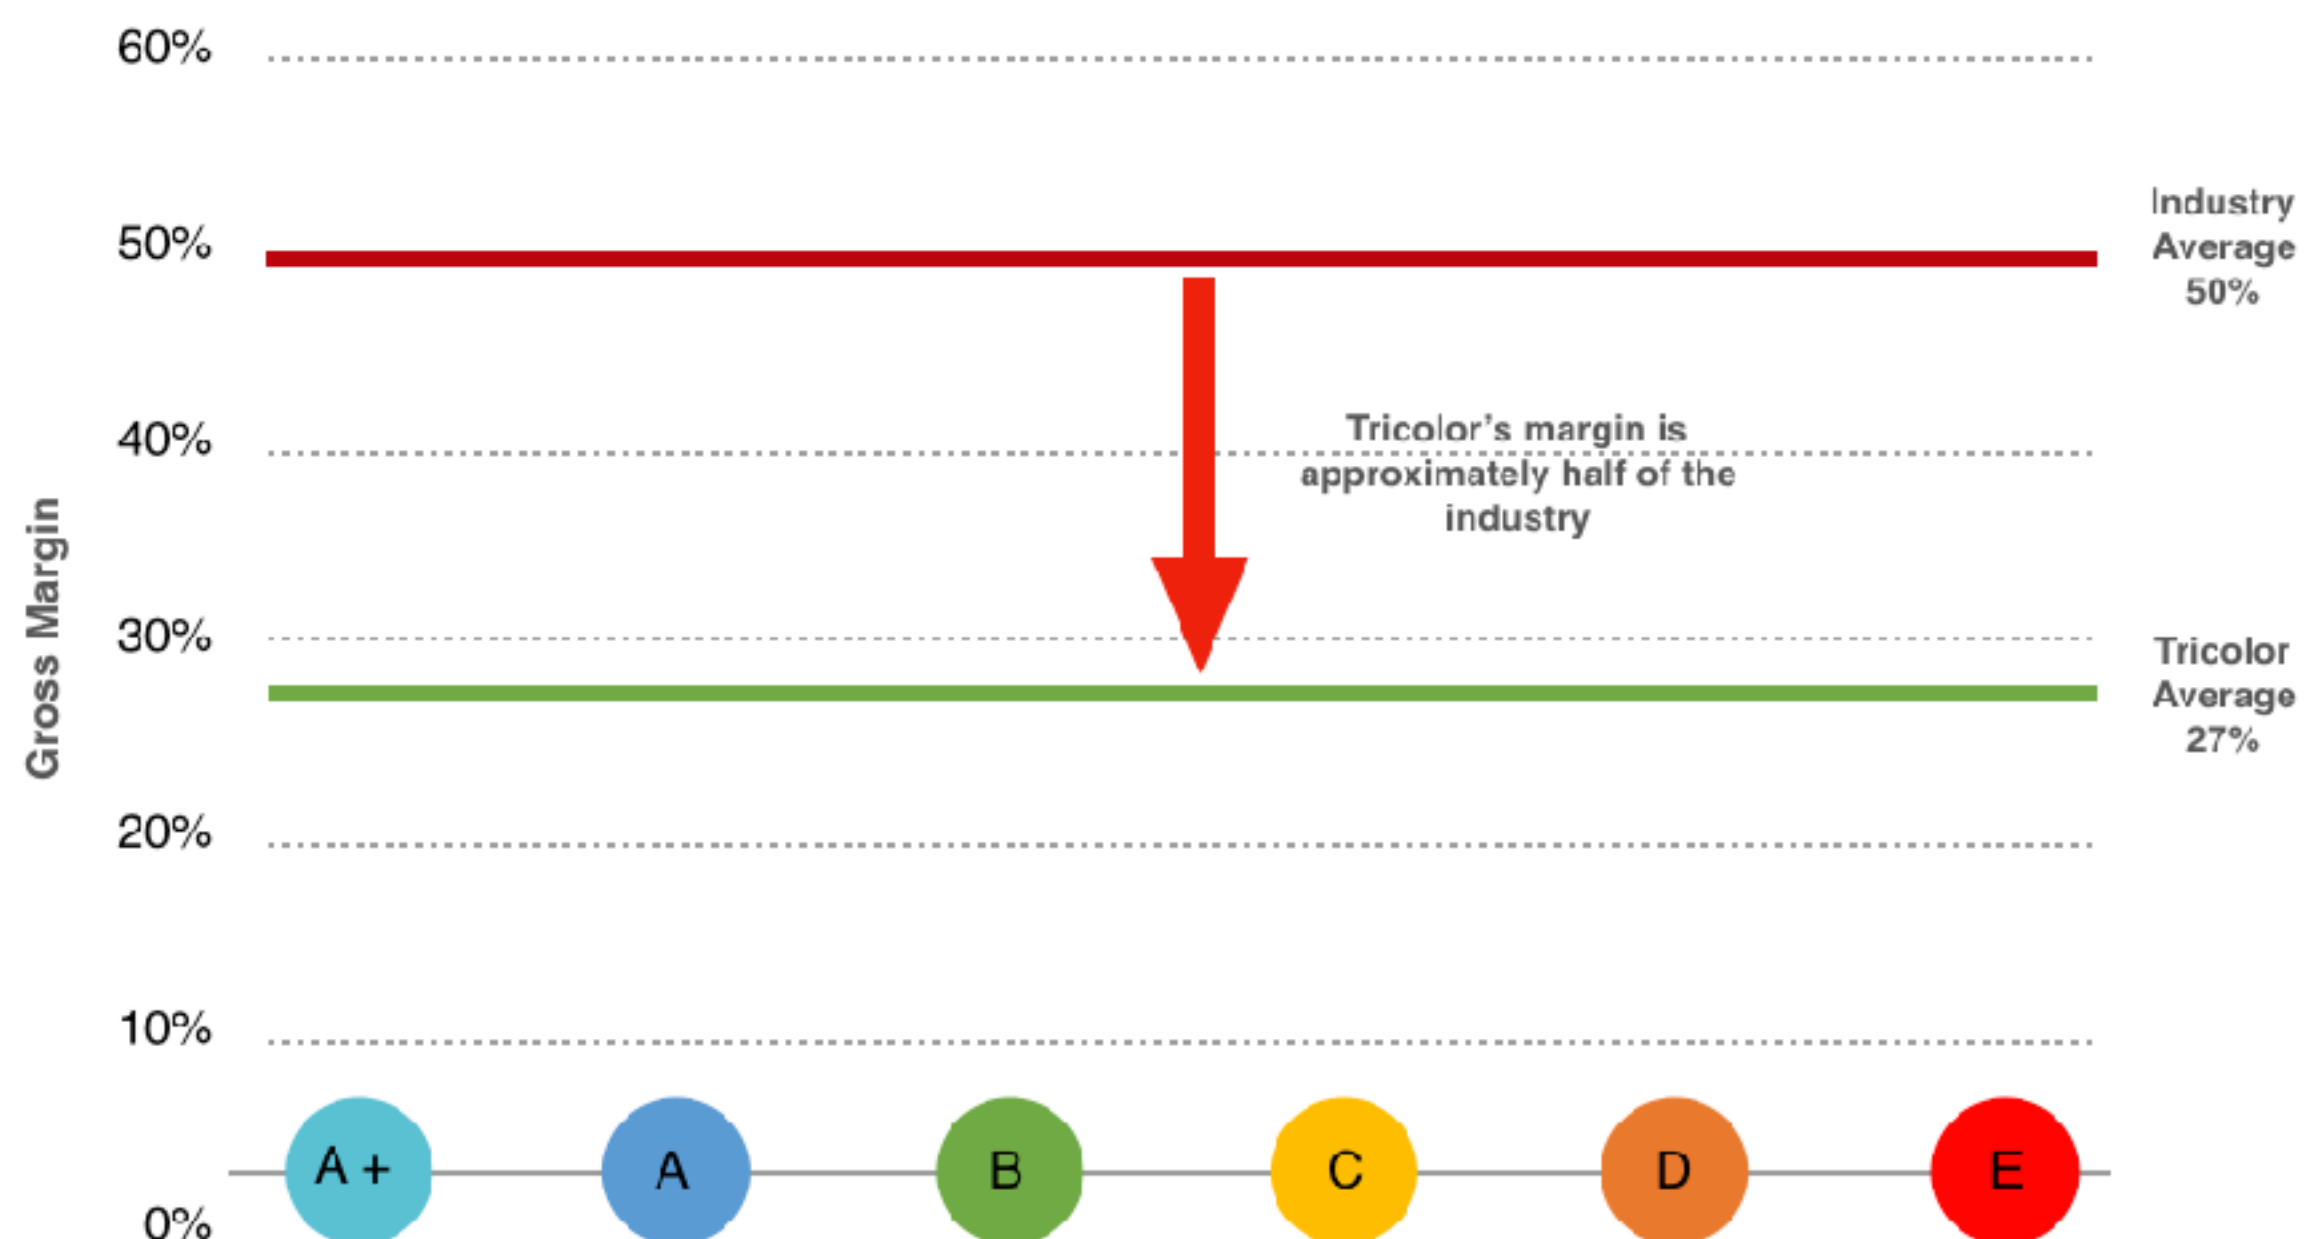 60%
50%
Industry
Average
50%
40%
Tricolor's margin is
approximately half of the
industry
Gross Margin
30%
Tricolor
Average
27%
20%
10%
A +
A
B
C
D
E
0%